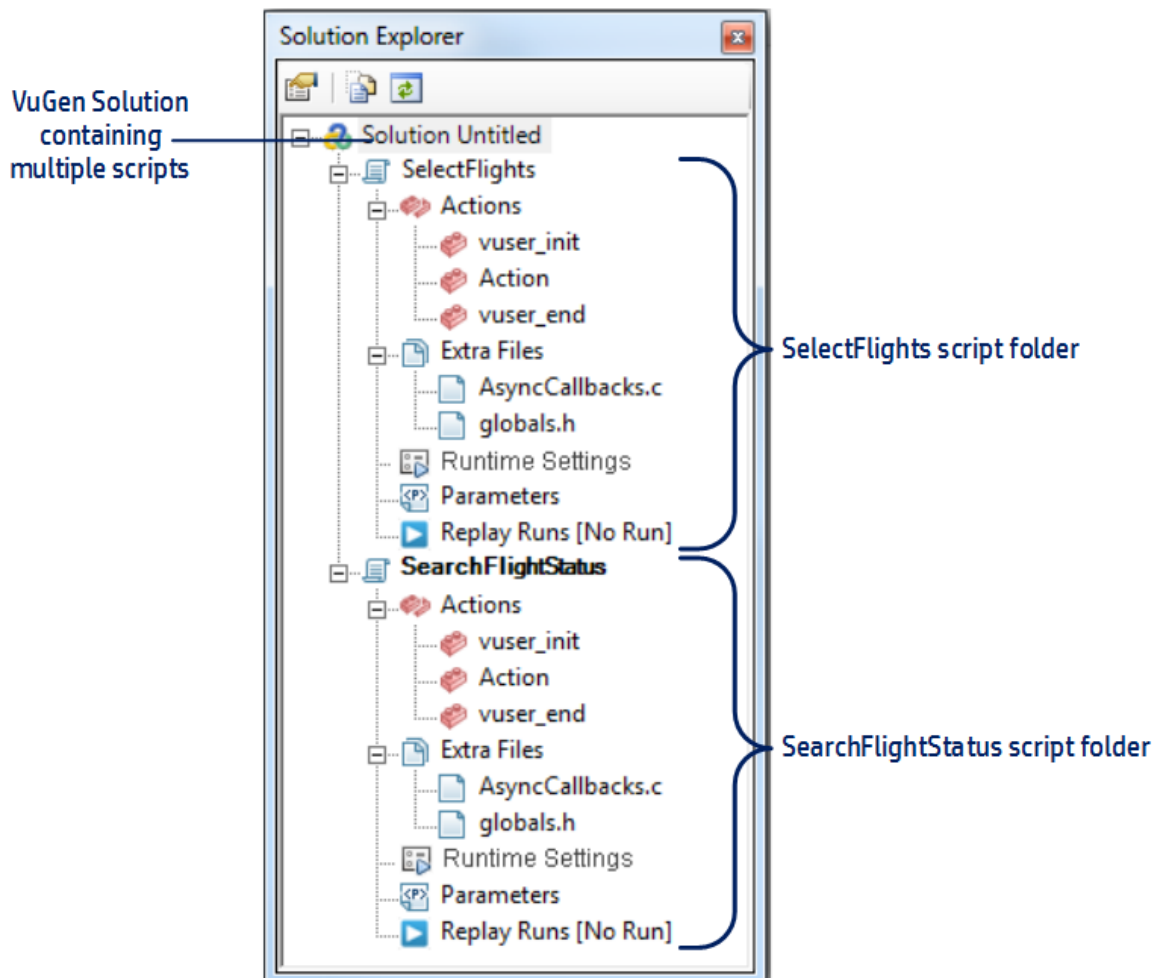 Solution Explorer
VuGen Solution
containing
multiple scripts
Solution Untitled
SelectFlights
Actions
vuser_init
Action
vuser_end
Extra Files
AsyncCallbacks.c
globals.h
Runtime Settings
<P> Parameters
Replay Runs [No Run]
SelectFlights script folder
SearchFlightStatus
Actions
vuser_init
Action
vuser_end
Extra Files
AsyncCallbacks.c
globals.h
Runtime Settings
<P> Parameters
Replay Runs [No Run]
SearchFlightStatus script folder